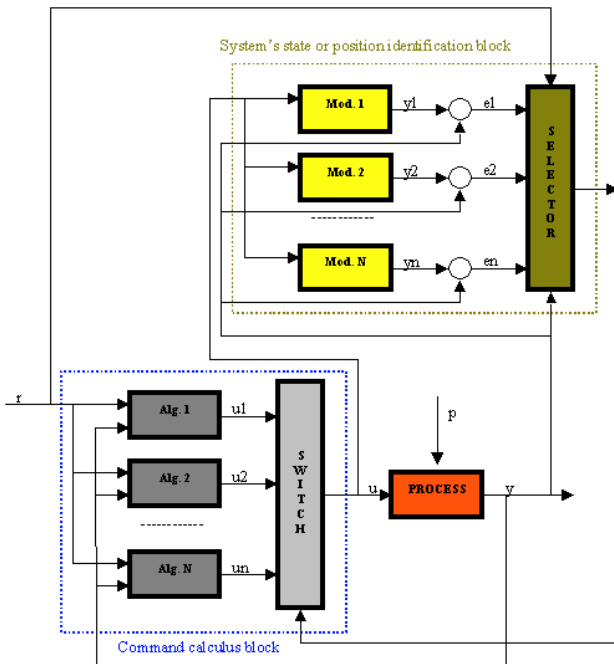 System's state or position identification block
Mod. 1
y1
e1
Mod. 2
y2
e2
Mod. N
yn
en
SELECTOR
r
Alg. 1
u1
Alg. 2
u2
Alg. N
un
SWITCH
u
p
PROCESS
y
Command calculus block